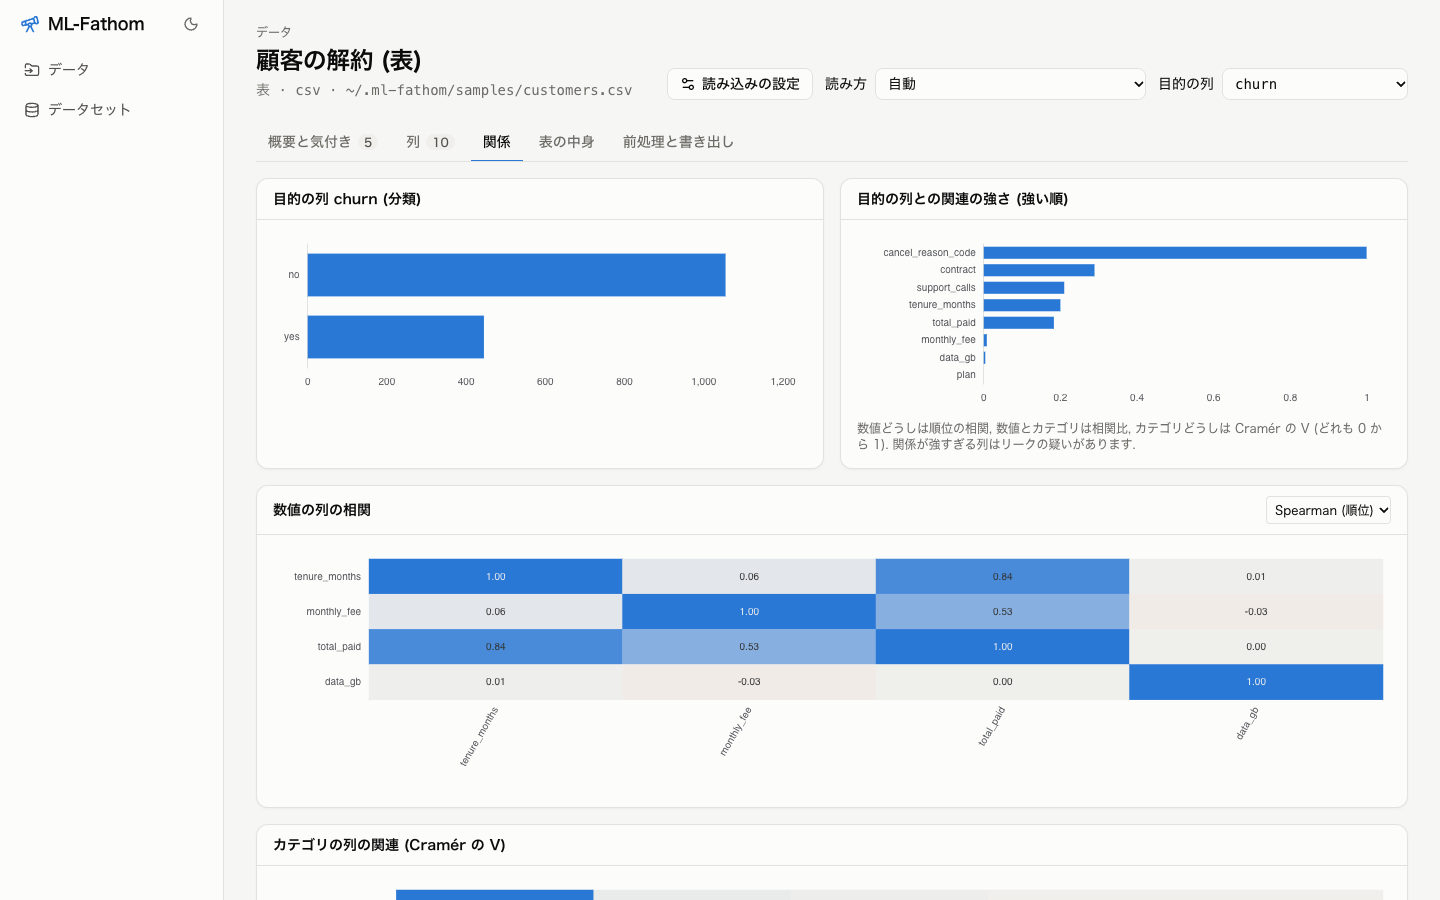 ML-Fathom
データ
データセット
データ
顧客の解約 (表)
表 · csv · ~/.ml-fathom/samples/customers.csv
読み込みの設定
読み方
自動
目的の列
churn
概要と気付き 5
列 10
関係
表の中身
前処理と書き出し
目的の列 churn (分類)
no
yes
0 200 400 600 800 1,000 1,200
目的の列との関連の強さ (強い順)
cancel_reason_code
contract
support_calls
tenure_months
total_paid
monthly_fee
data_gb
plan
0 0.2 0.4 0.6 0.8 1
数値どうしは順位の相関, 数値とカテゴリは相関比, カテゴリどうしは Cramér の V (どれも 0 か
ら 1). 関係が強すぎる列はリークの疑いがあります.
数値の列の相関
Spearman (順位)
tenure_months 1.00 0.06 0.84 0.01
monthly_fee 0.06 1.00 0.53 -0.03
total_paid 0.84 0.53 1.00 0.00
data_gb 0.01 -0.03 0.00 1.00
tenure_months monthly_fee total_paid data_gb
カテゴリの列の関連 (Cramér の V)